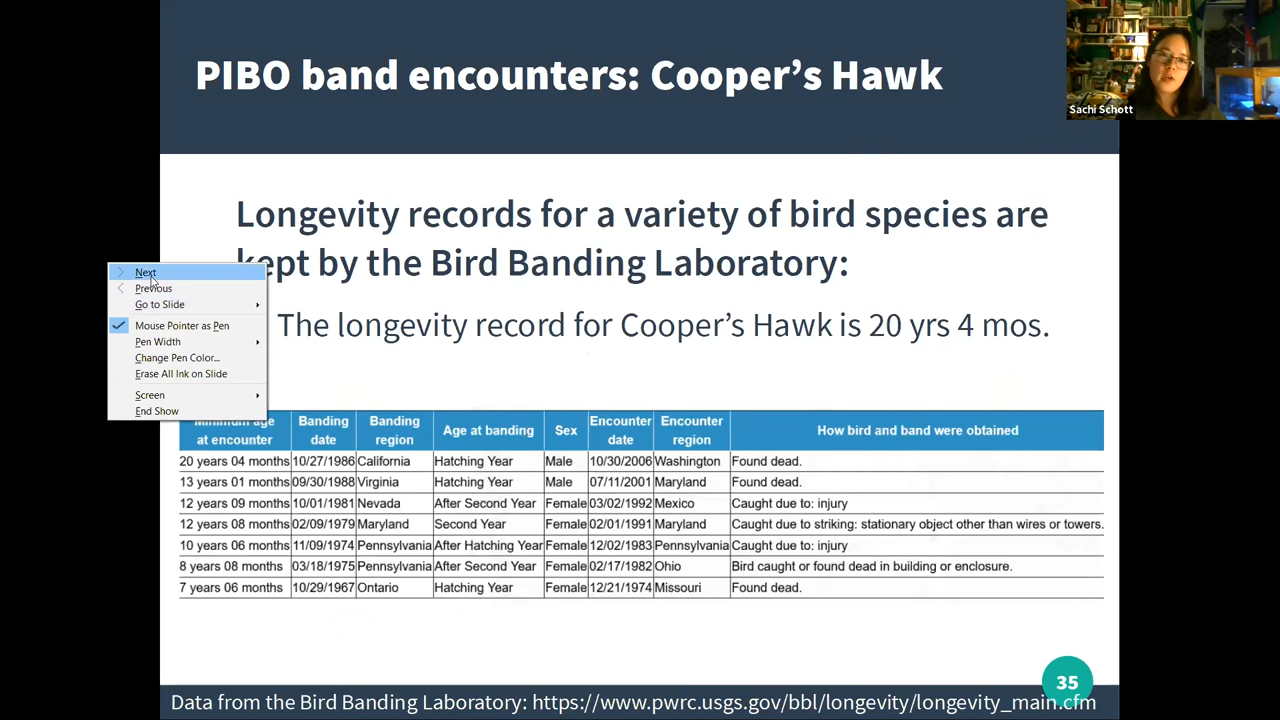 PIBO band encounters: Cooper's Hawk
Sachi Schott
Longevity records for a variety of bird species are
kept by the Bird Banding Laboratory:
The longevity record for Cooper's Hawk is 20 yrs 4 mos.
Next
Previous
Go to Slide
Mouse Pointer as Pen
Pen Width
Change Pen Color...
Erase All Ink on Slide
Screen
End Show
Minimum age at encounter Banding date Banding region Age at banding Sex Encounter date Encounter region How bird and band were obtained
20 years 04 months 10/27/1986 California Hatching Year Male 10/30/2006 Washington Found dead.
13 years 01 months 09/30/1988 Virginia Hatching Year Male 07/11/2001 Maryland Found dead.
12 years 09 months 10/01/1981 Nevada After Second Year Female 03/02/1992 Mexico Caught due to: injury
12 years 08 months 02/09/1979 Maryland Second Year Female 02/01/1991 Maryland Caught due to striking: stationary object other than wires or towers.
10 years 06 months 11/09/1974 Pennsylvania After Hatching Year Female 12/02/1983 Pennsylvania Caught due to: injury
8 years 08 months 03/18/1975 Pennsylvania After Second Year Female 02/17/1982 Ohio Bird caught or found dead in building or enclosure.
7 years 06 months 10/29/1967 Ontario Hatching Year Female 12/21/1974 Missouri Found dead.
35
Data from the Bird Banding Laboratory: https://www.pwrc.usgs.gov/bbl/longevity/longevity_main.cfm